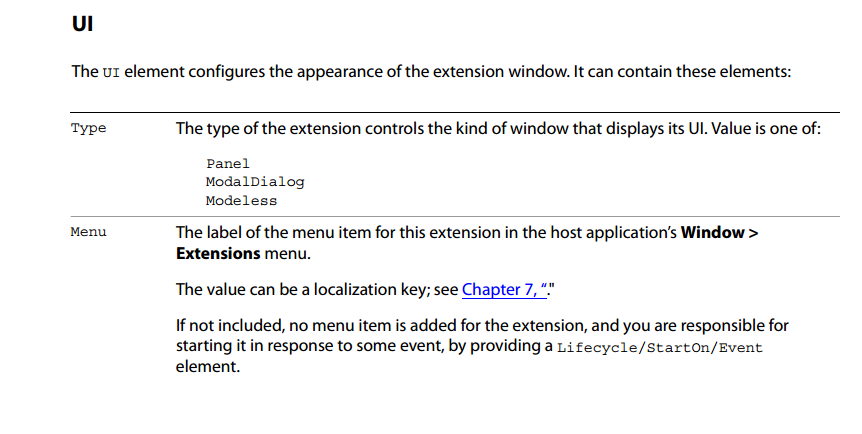 UI
The UI element configures the appearance of the extension window. It can contain these elements:
Type The type of the extension controls the kind of window that displays its UI. Value is one of:
Panel
ModalDialog
Modeless
Menu The label of the menu item for this extension in the host application’s Window >
Extensions menu.
The value can be a localization key; see Chapter 7, “."
If not included, no menu item is added for the extension, and you are responsible for
starting it in response to some event, by providing a Lifecycle/StartOn/Event
element.